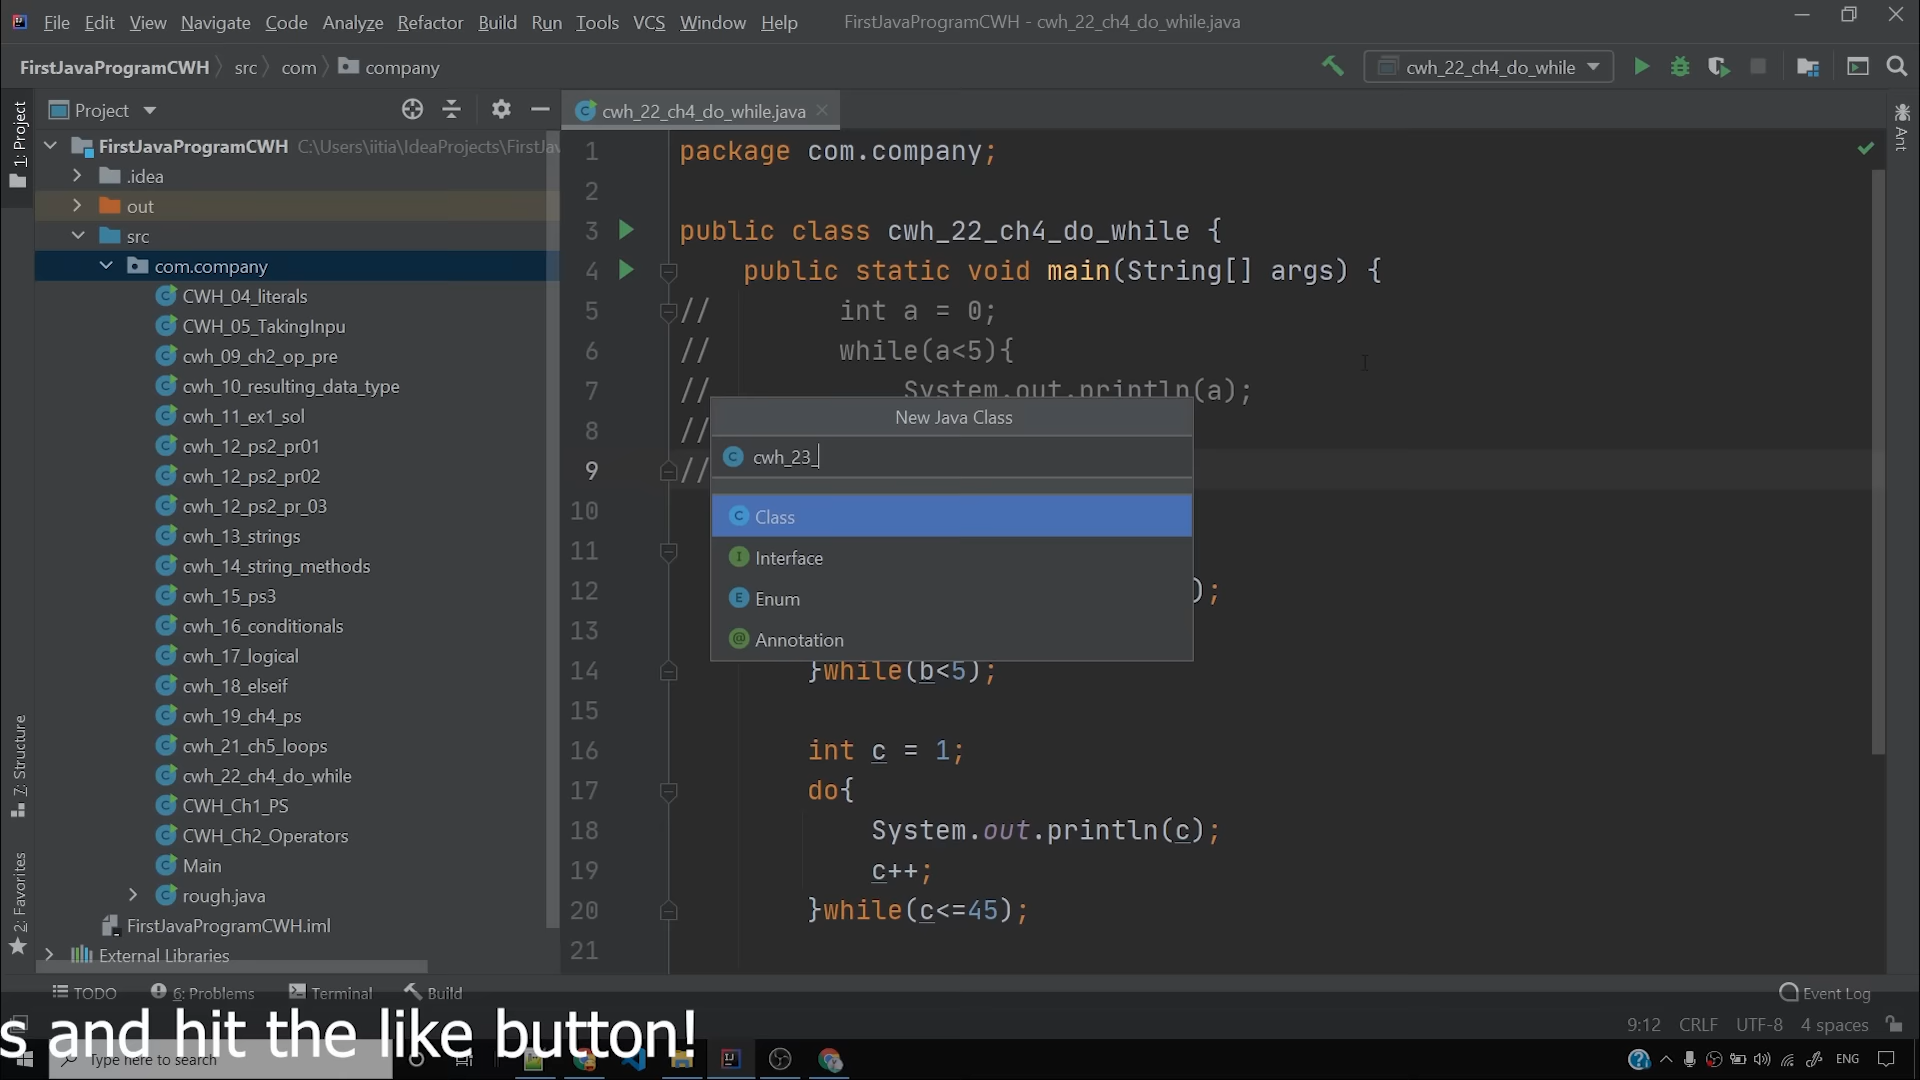 File Edit View Navigate Code Analyze Refactor Build Run Tools VCS Window Help FirstJavaProgramCWH - cwh_22_ch4_do_while.java
FirstJavaProgramCWH src com company cwh_22_ch4_do_while
Project
cwh_22_ch4_do_while.java
1: Project
7: Structure
2: Favorites
Ant
FirstJavaProgramCWH C:\Users\iitia\IdeaProjects\FirstJav
.idea
out
src
com.company
CWH_04_literals
CWH_05_TakingInpu
cwh_09_ch2_op_pre
cwh_10_resulting_data_type
cwh_11_ex1_sol
cwh_12_ps2_pr01
cwh_12_ps2_pr02
cwh_12_ps2_pr_03
cwh_13_strings
cwh_14_string_methods
cwh_15_ps3
cwh_16_conditionals
cwh_17_logical
cwh_18_elseif
cwh_19_ch4_ps
cwh_21_ch5_loops
cwh_22_ch4_do_while
CWH_Ch1_PS
CWH_Ch2_Operators
Main
rough.java
FirstJavaProgramCWH.iml
External Libraries
1 package com.company;
2
3 public class cwh_22_ch4_do_while {
4 public static void main(String[] args) {
5 // int a = 0;
6 // while(a<5){
7 // System.out.println(a);
8 //
9 //
10
11
12 );
13
14 }while(b<5);
15
16 int c = 1;
17 do{
18 System.out.println(c);
19 c++;
20 }while(c<=45);
21
New Java Class
cwh_23_
Class
Interface
Enum
Annotation
TODO 6: Problems Terminal Build Event Log
s and hit the like button!
9:12 CRLF UTF-8 4 spaces
Type here to search
ENG